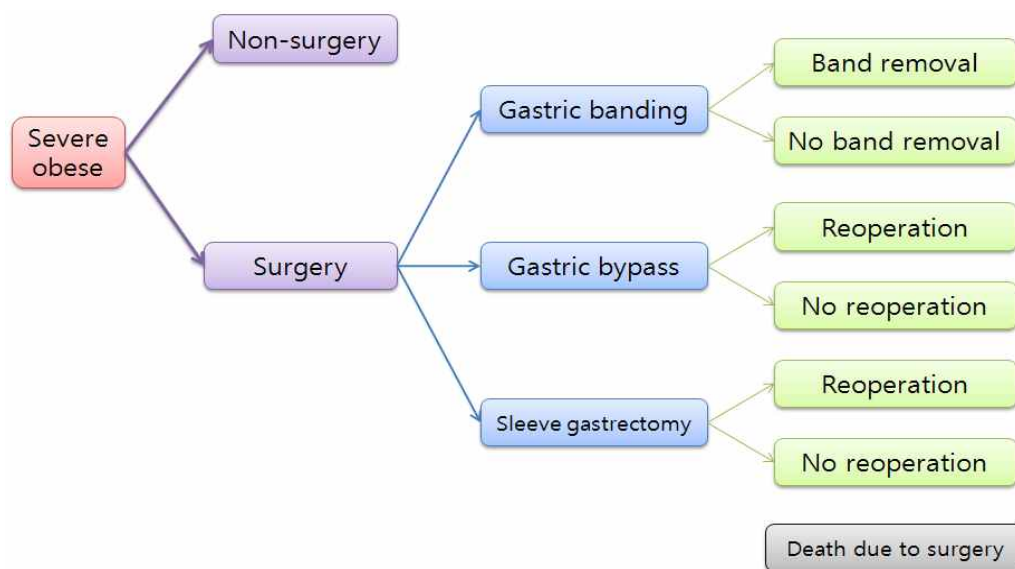 Non-surgery
Severe
obese
Surgery
Gastric banding
Gastric bypass
Sleeve gastrectomy
Band removal
No band removal
Reoperation
No reoperation
Reoperation
No reoperation
Death due to surgery